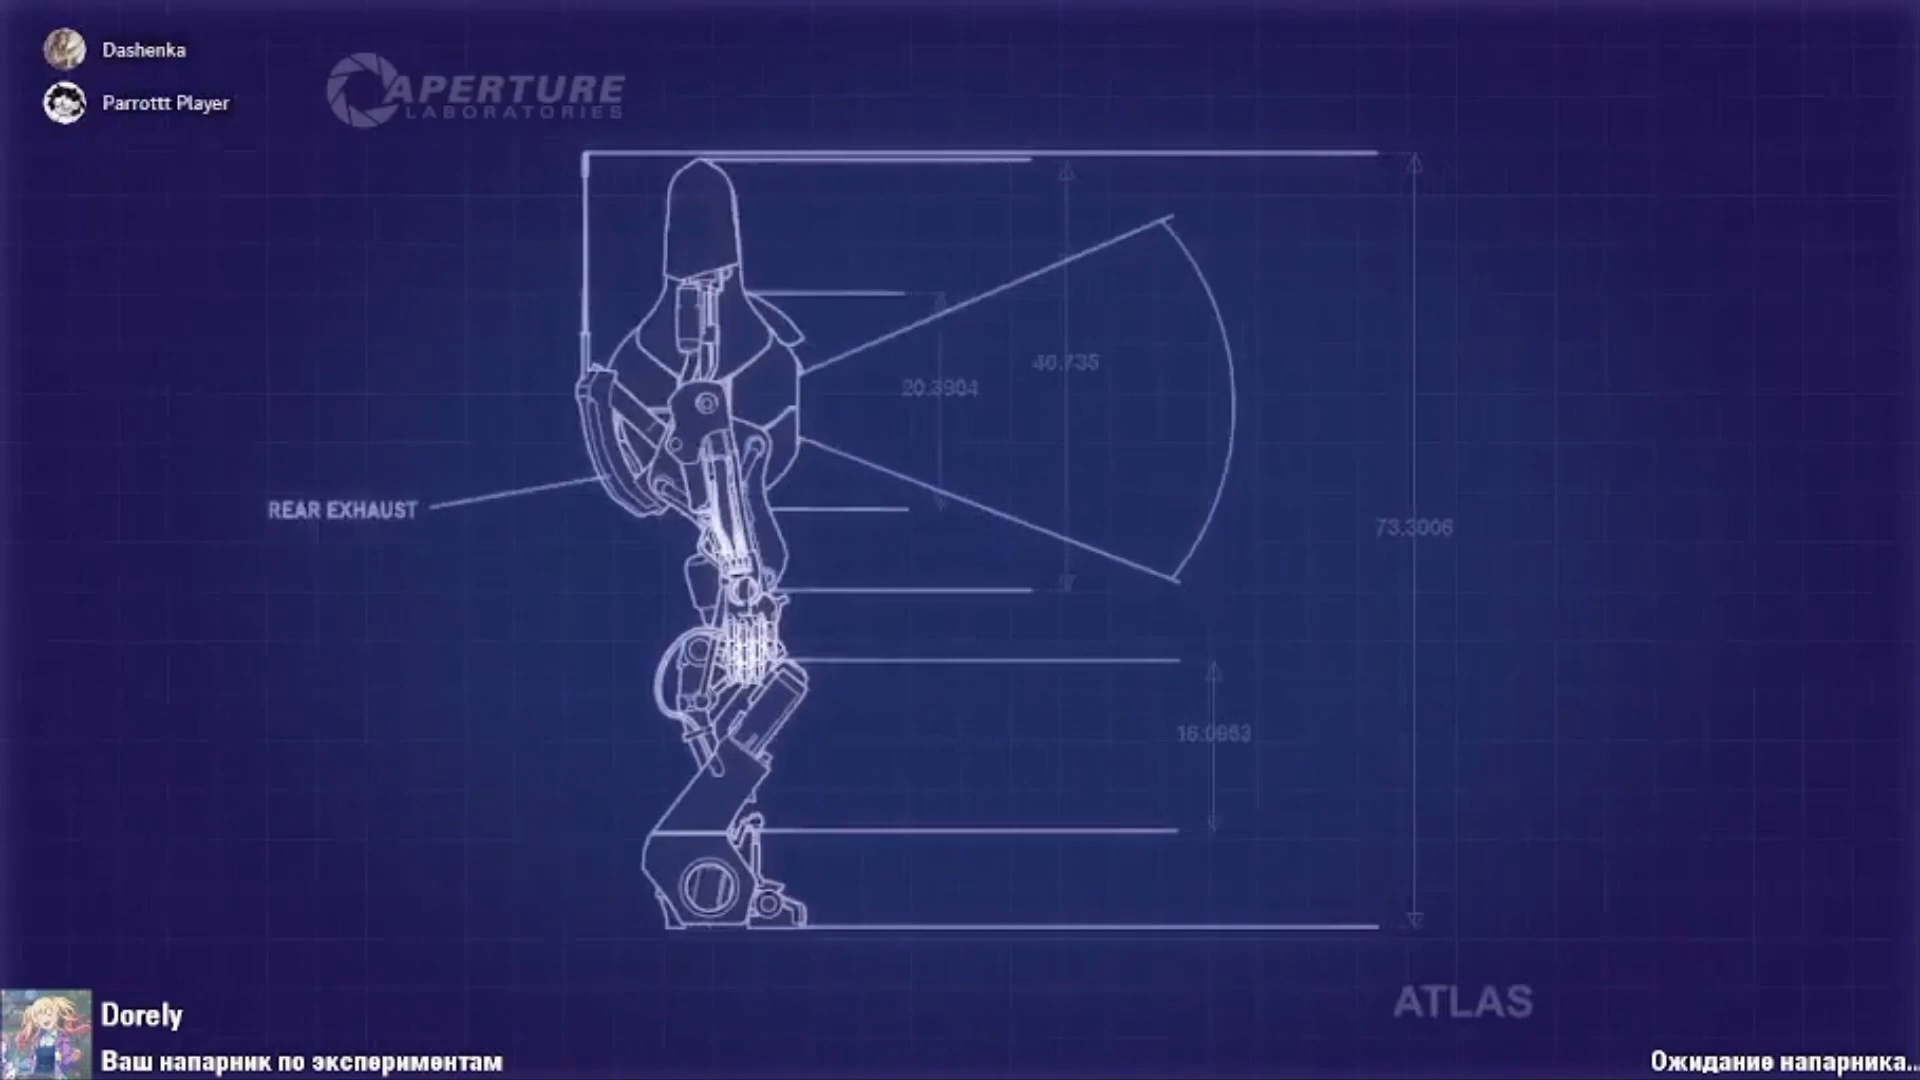 Dashenka
Parrottt Player
APERTURE
LABORATORIES
40.735
20.3904
REAR EXHAUST
73.3006
16.0953
ATLAS
Dorely
Ваш напарник по экспериментам
Ожидание напарника...